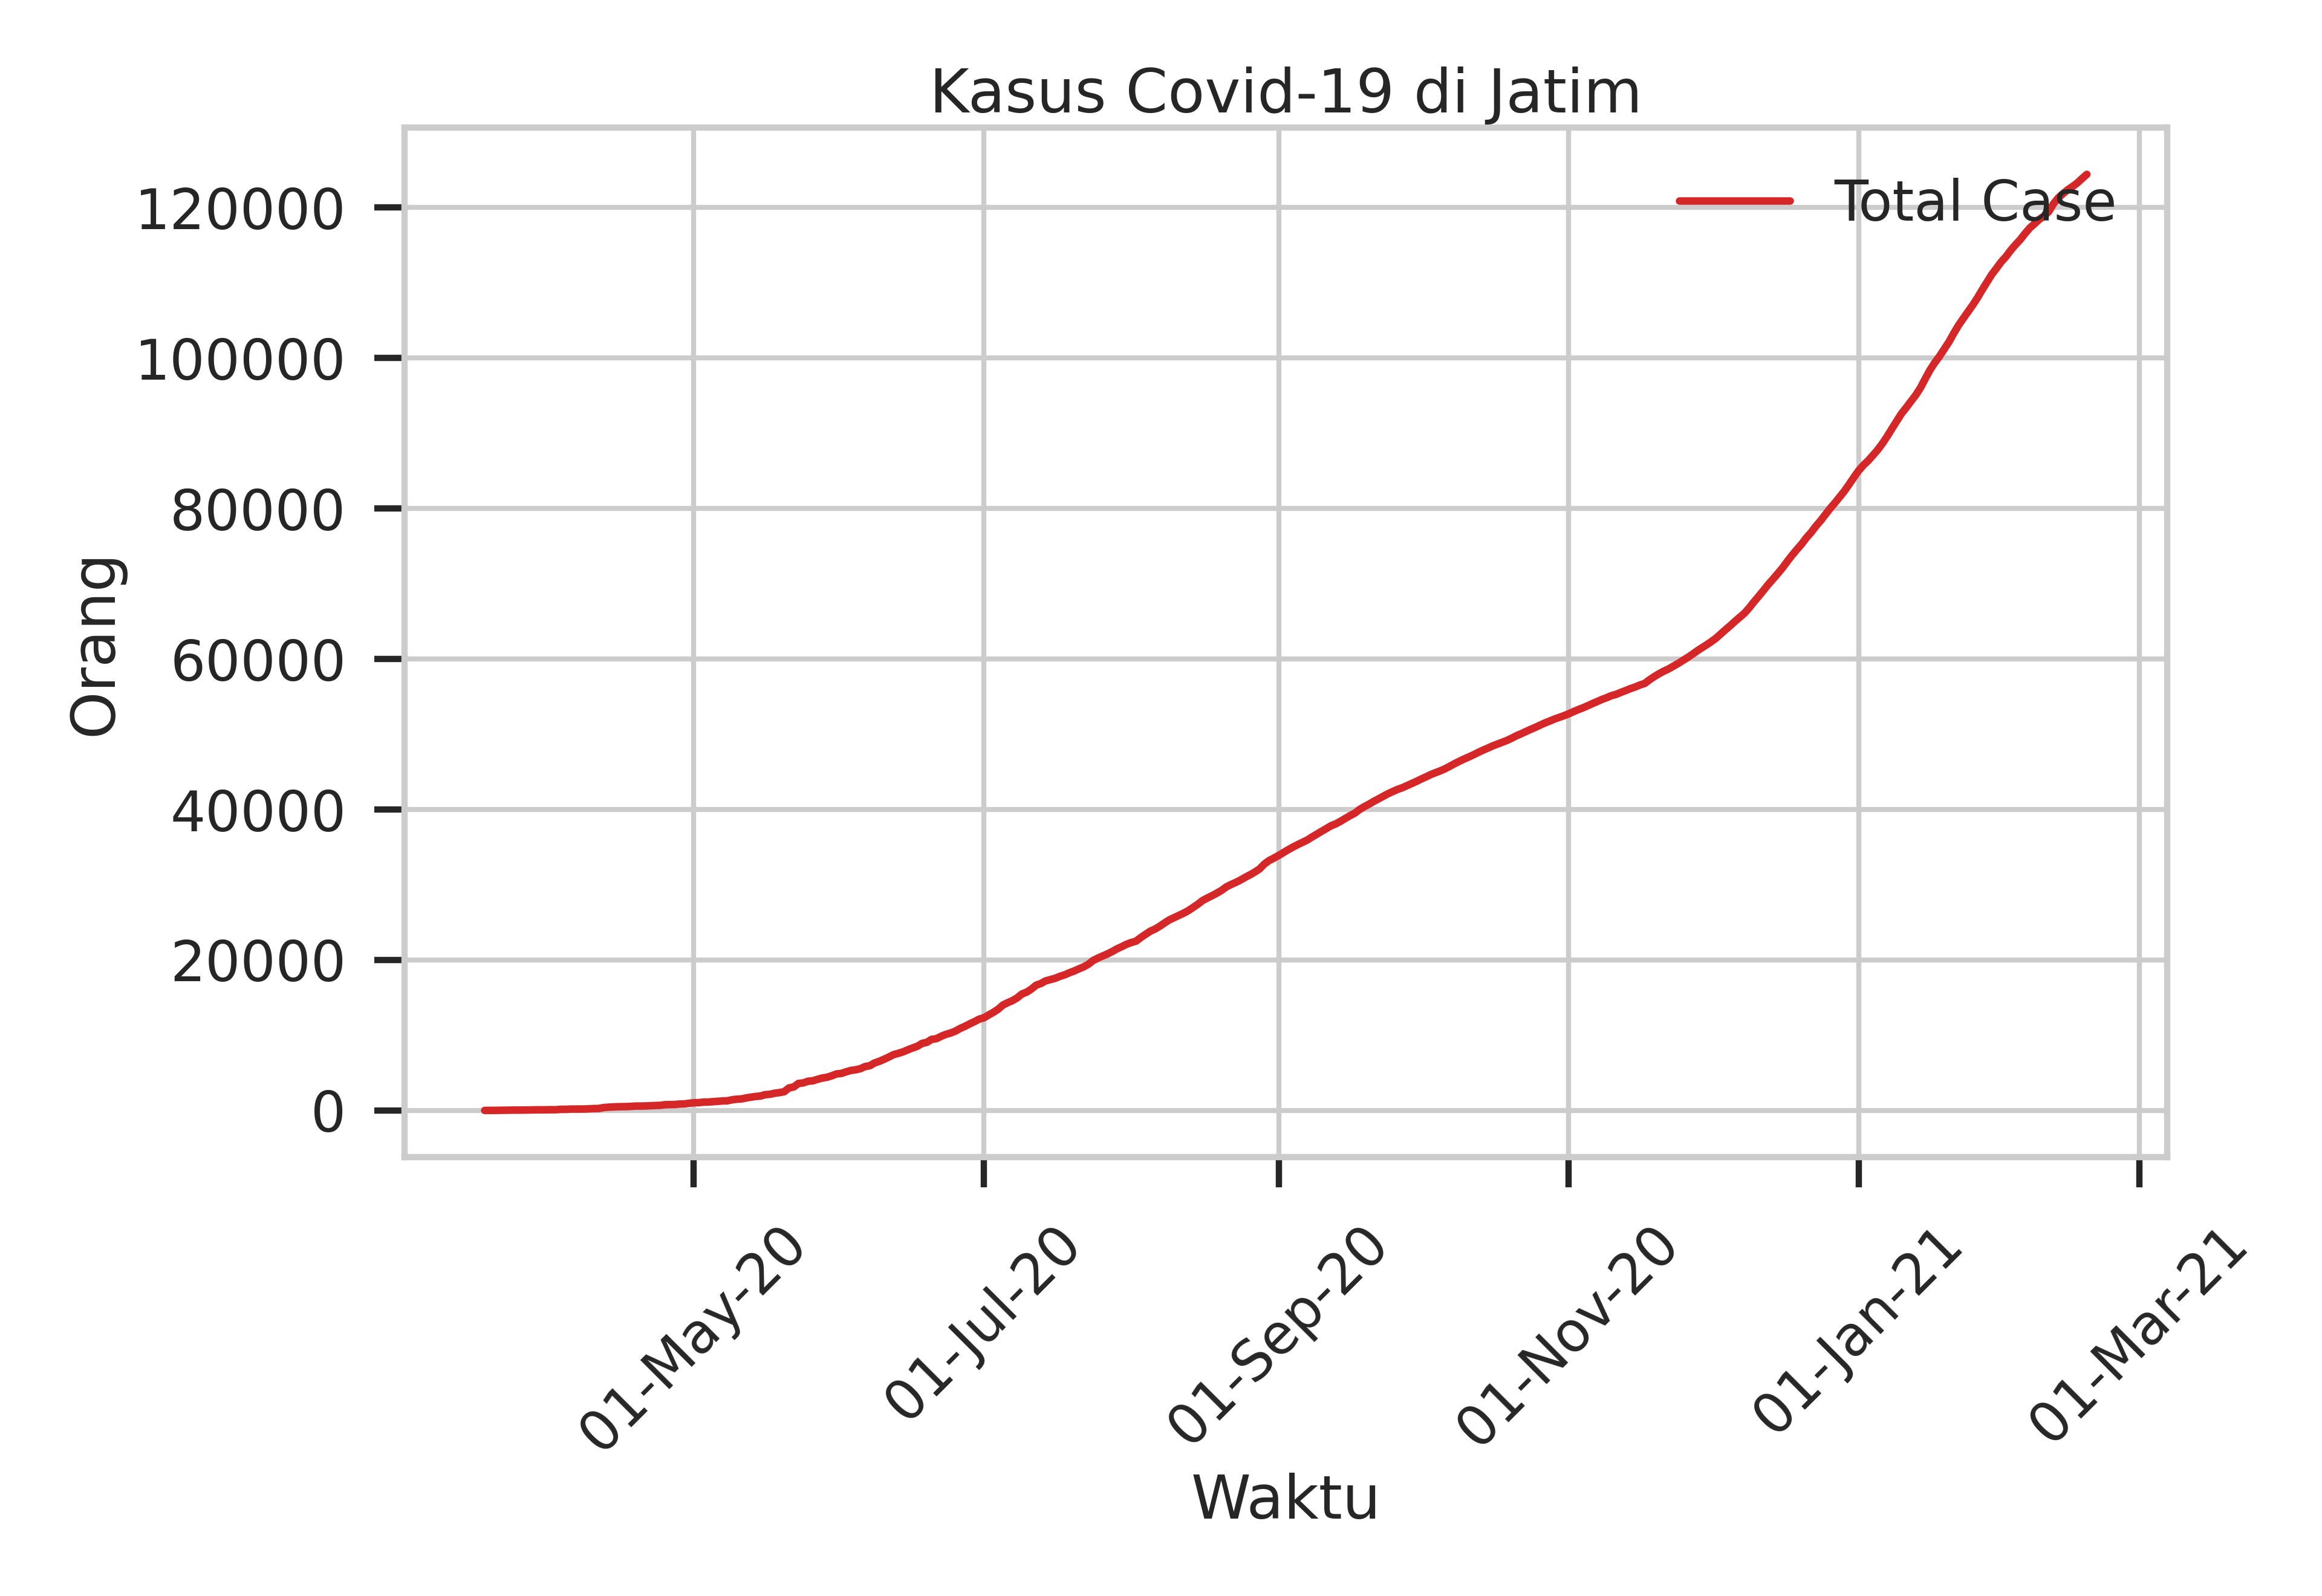 Kasus Covid-19 di Jatim
Total Case
120000
100000
80000
60000
40000
20000
0
Orang
01-May-20
01-Jul-20
01-Sep-20
01-Nov-20
01-Jan-21
01-Mar-21
Waktu